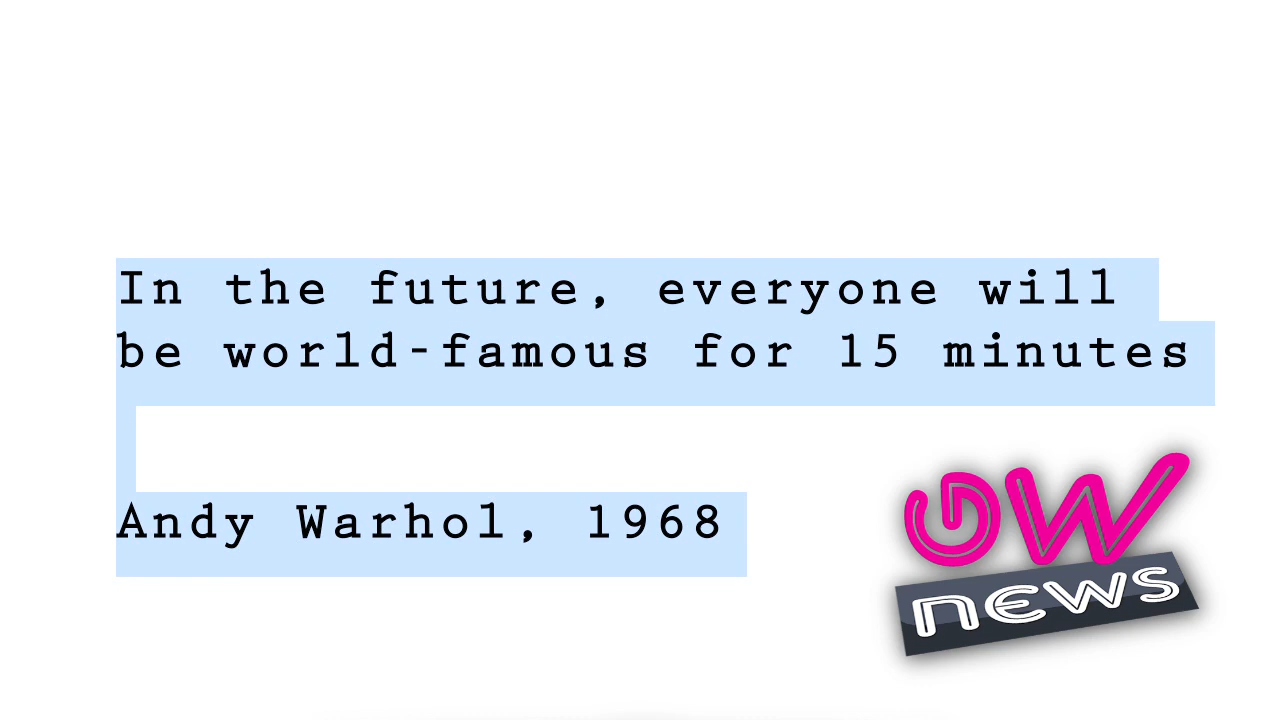 In the future, everyone will
be world-famous for 15 minutes
Andy Warhol, 1968
OW
news